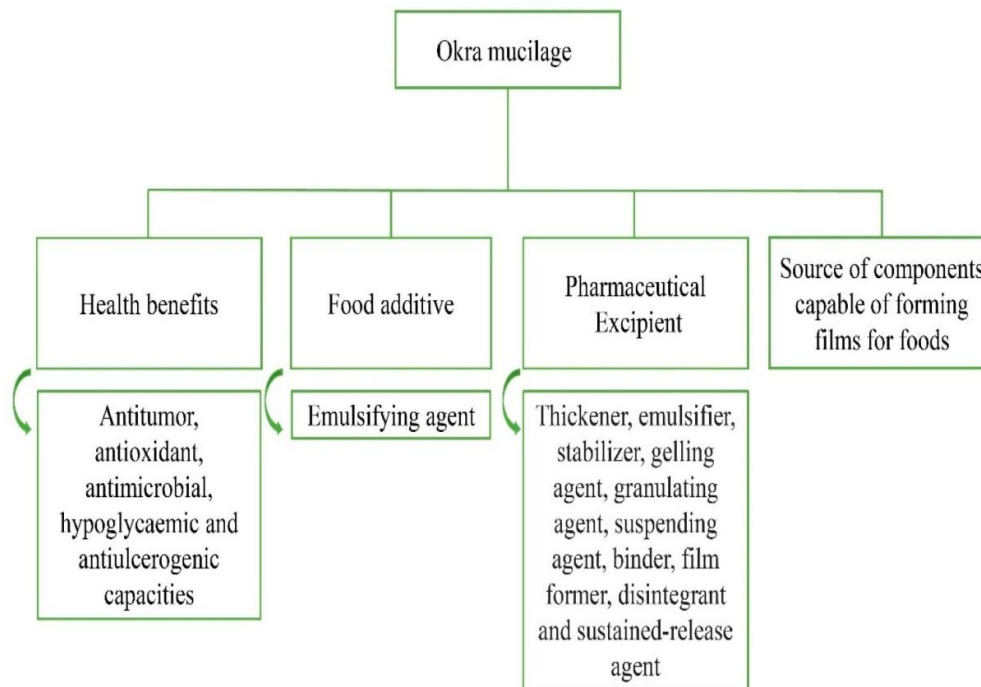 Okra mucilage
Health benefits
Food additive
Pharmaceutical
Excipient
Source of components
capable of forming
films for foods
Antitumor,
antioxidant,
antimicrobial,
hypoglycaemic and
antiulcerogenic
capacities
Emulsifying agent
Thickener, emulsifier,
stabilizer, gelling
agent, granulating
agent, suspending
agent, binder, film
former, disintegrant
and sustained-release
agent